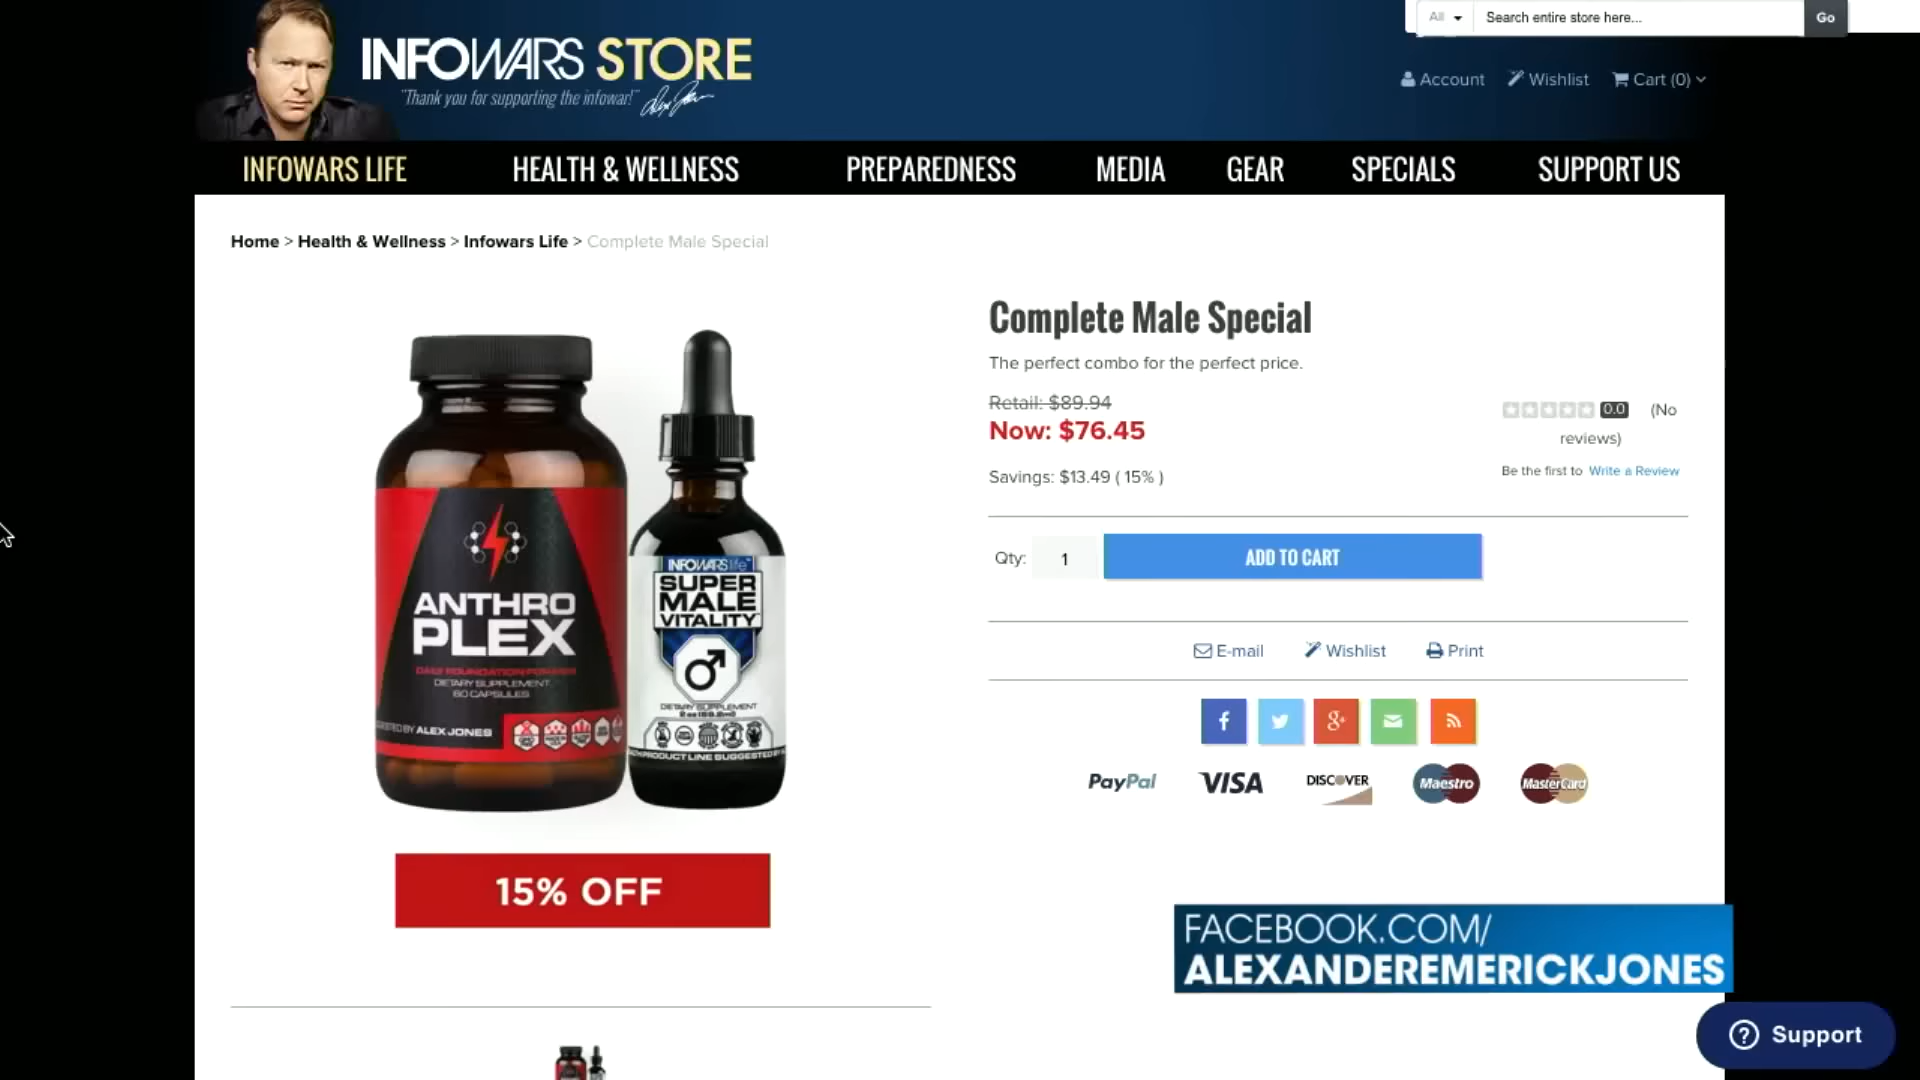 All
Search entire store here...
Go
INFOWARS STORE
"Thank you for supporting the infowar!"
Account
Wishlist
Cart (0)
INFOWARS LIFE
HEALTH & WELLNESS
PREPAREDNESS
MEDIA
GEAR
SPECIALS
SUPPORT US
Home > Health & Wellness > Infowars Life > Complete Male Special
Complete Male Special
The perfect combo for the perfect price.
Retail: $89.94
Now: $76.45
Savings: $13.49 ( 15% )
0.0 (No
reviews)
Be the first to Write a Review
Qty: 1
ADD TO CART
E-mail
Wishlist
Print
PayPal
VISA
DISCOVER
Maestro
MasterCard
ANTHRO
PLEX
DIETARY SUPPLEMENT
60 CAPSULES
BY ALEX JONES
INFOWARS life™
SUPER
MALE
VITALITY
DIETARY SUPPLEMENT
PRODUCT LINE SUGGESTED
15% OFF
FACEBOOK.COM/
ALEXANDEREMERICKJONES
Support